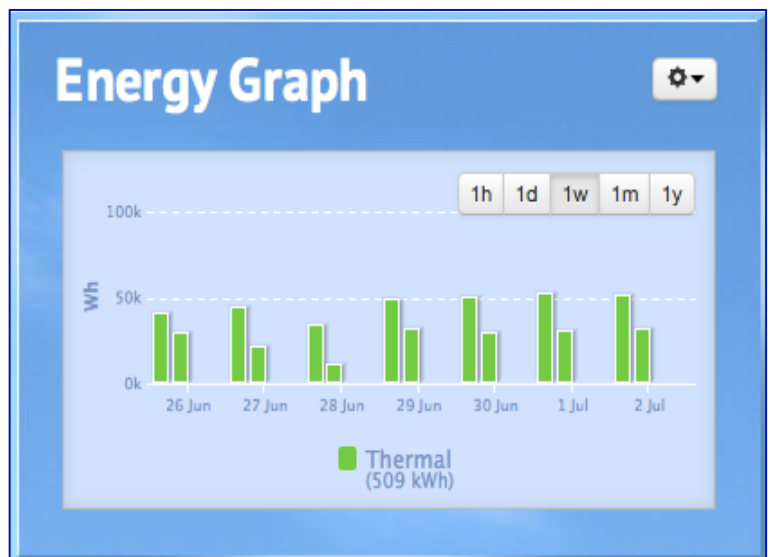 Energy Graph
1h 1d 1w 1m 1y
100k
Wh
50k
0k
26 Jun 27 Jun 28 Jun 29 Jun 30 Jun 1 Jul 2 Jul
Thermal
(509 kWh)